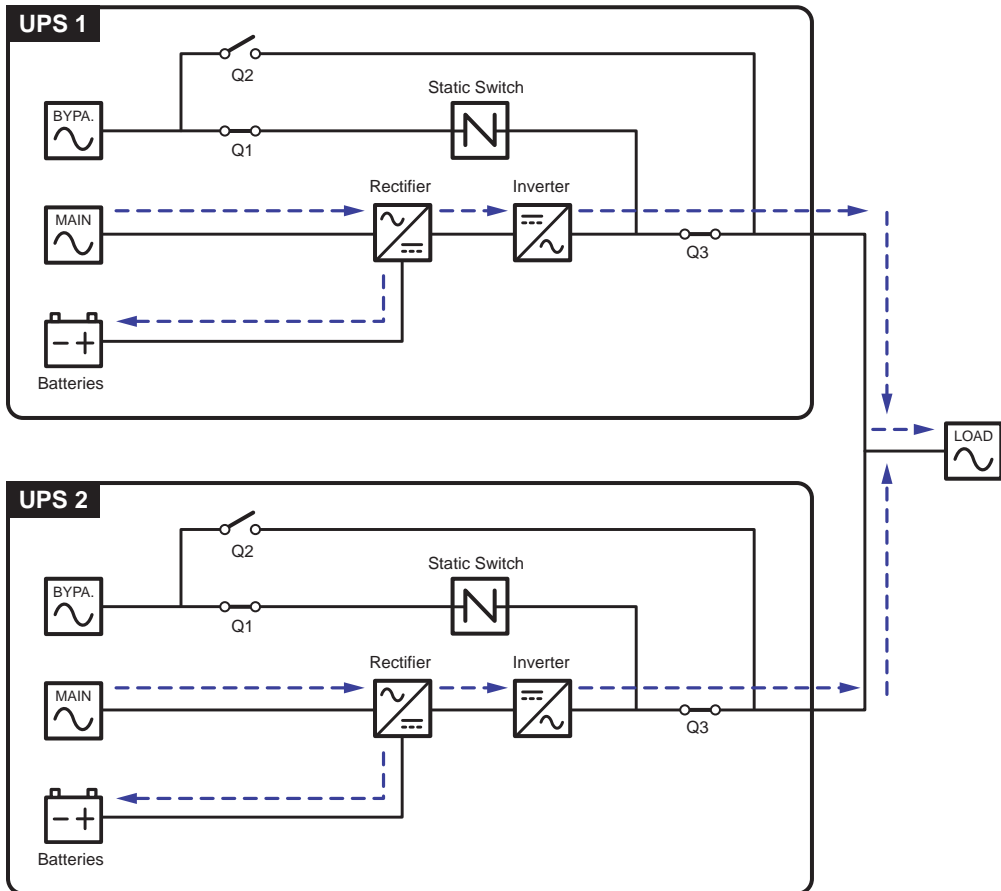 UPS 1
Q2
Static Switch
BYPA.
Q1
Rectifier
Inverter
MAIN
Q3
Batteries
LOAD
UPS 2
Q2
Static Switch
BYPA.
Q1
Rectifier
Inverter
MAIN
Q3
Batteries